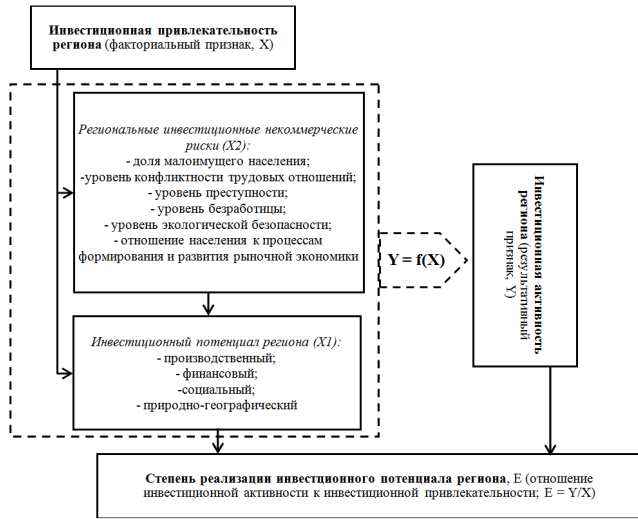 Инвестиционная привлекательность
региона (факториальный признак, X)
Региональные инвестиционные некоммерческие
риски (X2):
- доля малоимущего населения;
-уровень конфликтности трудовых отношений;
- уровень преступности;
- уровень безработицы;
- уровень экологической безопасности;
- отношение населения к процессам
формирования и развития рыночной экономики
Инвестиционный потенциал региона (X1):
- производственный;
- финансовый;
-социальный;
- природно-географический
Y = f(X)
Инвестиционная активность
региона (результативный
признак, Y)
Степень реализации инвестционного потенциала региона, E (отношение
инвестиционной активности к инвестиционной привлекательности; E = Y/X)